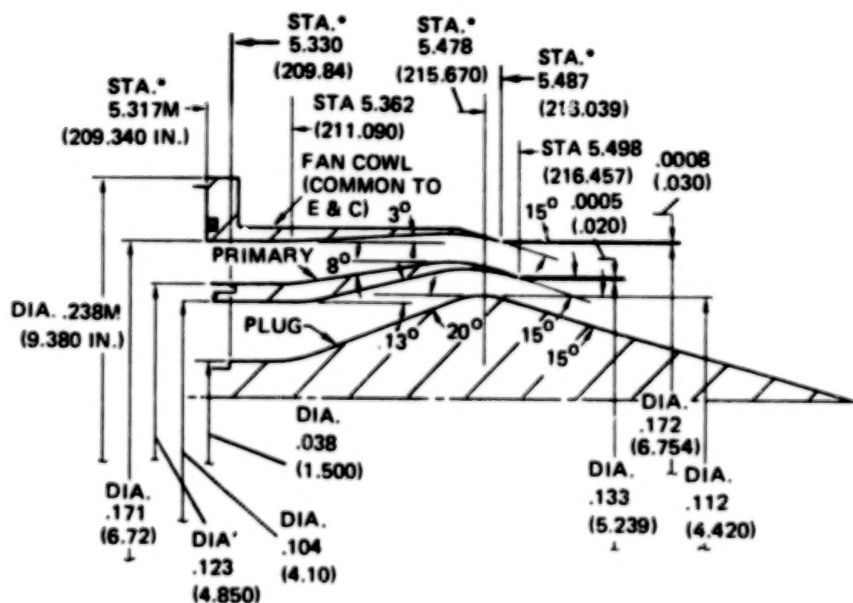 STA.*
5.330
(209.84)
STA.*
5.478
(215.670)
STA.*
5.487
(216.039)
STA.*
5.317M
(209.340 IN.)
STA 5.362
(211.090)
STA 5.498
(216.457)
.0008
(.030)
.0005
(.020)
FAN COWL
(COMMON TO
E & C)
3°
15°
PRIMARY
8°
DIA. .238M
(9.380 IN.)
PLUG
.13°
20°
15°
15°
DIA.
.038
(1.500)
DIA.
.172
(6.754)
DIA.
.171
(6.72)
DIA.
.133
(5.239)
DIA.
.112
(4.420)
DIA.
.104
(4.10)
DIA'
.123
(4.850)